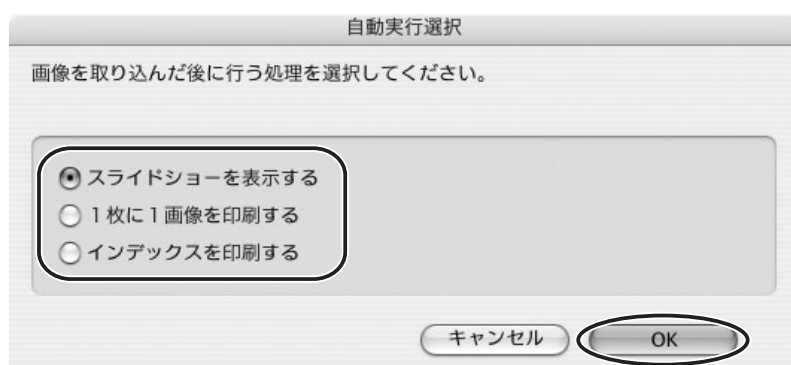 自動実行選択
画像を取り込んだ後に行う処理を選択してください。
スライドショーを表示する
1枚に1画像を印刷する
インデックスを印刷する
キャンセル
OK